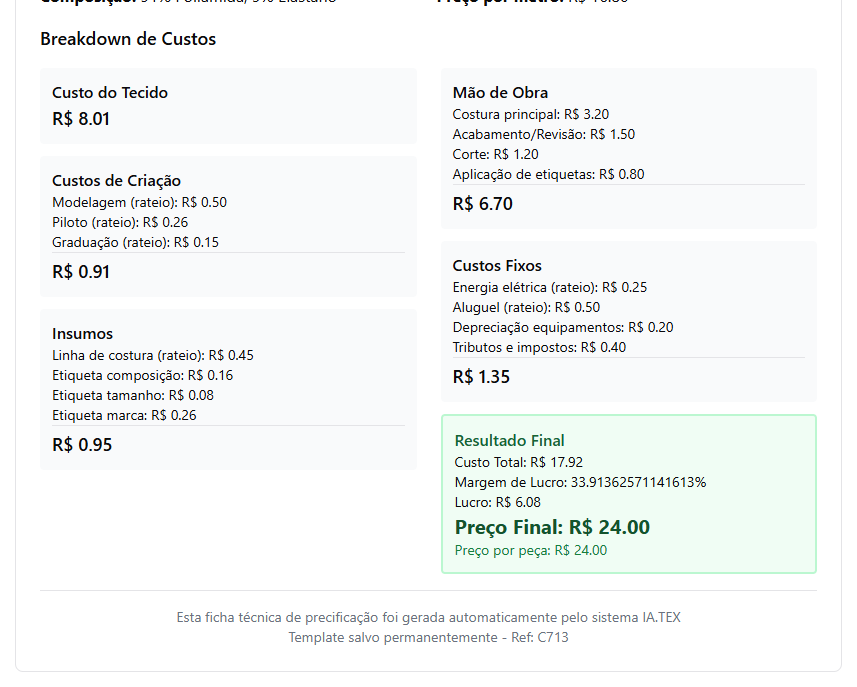 Breakdown de Custos
Custo do Tecido
R$ 8.01
Custos de Criação
Modelagem (rateio): R$ 0.50
Piloto (rateio): R$ 0.26
Graduação (rateio): R$ 0.15
R$ 0.91
Insumos
Linha de costura (rateio): R$ 0.45
Etiqueta composição: R$ 0.16
Etiqueta tamanho: R$ 0.08
Etiqueta marca: R$ 0.26
R$ 0.95
Mão de Obra
Costura principal: R$ 3.20
Acabamento/Revisão: R$ 1.50
Corte: R$ 1.20
Aplicação de etiquetas: R$ 0.80
R$ 6.70
Custos Fixos
Energia elétrica (rateio): R$ 0.25
Aluguel (rateio): R$ 0.50
Depreciação equipamentos: R$ 0.20
Tributos e impostos: R$ 0.40
R$ 1.35
Resultado Final
Custo Total: R$ 17.92
Margem de Lucro: 33.91362571141613%
Lucro: R$ 6.08
Preço Final: R$ 24.00
Preço por peça: R$ 24.00
Esta ficha técnica de precificação foi gerada automaticamente pelo sistema IA.TEX
Template salvo permanentemente - Ref: C713